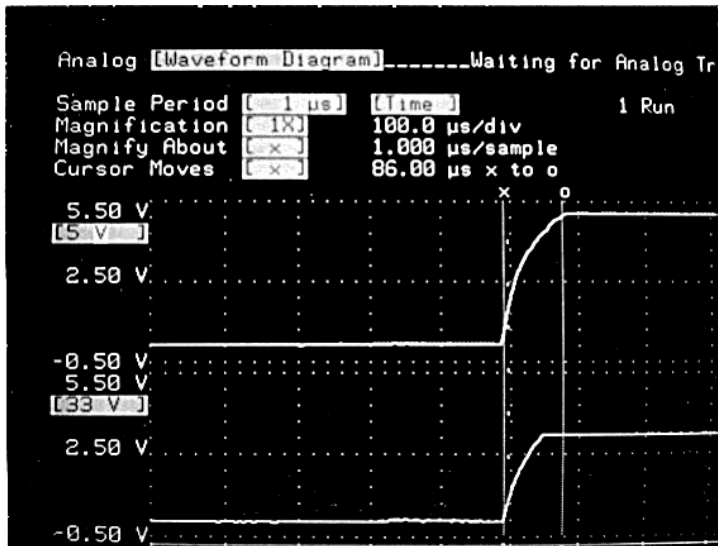 Analog [Waveform Diagram]_______Waiting for Analog Tr
Sample Period [ 1 µs] [Time ] 1 Run
Magnification [ 1X] 100.0 µs/div
Magnify About [ x ] 1.000 µs/sample
Cursor Moves [ x ] 86.00 µs x to o
x o
5.50 V
[5 V ]
2.50 V
-0.50 V
5.50 V
[33 V ]
2.50 V
-0.50 V